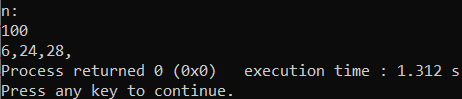 n:
100
6,24,28,
Process returned 0 (0x0)   execution time : 1.312 s
Press any key to continue.